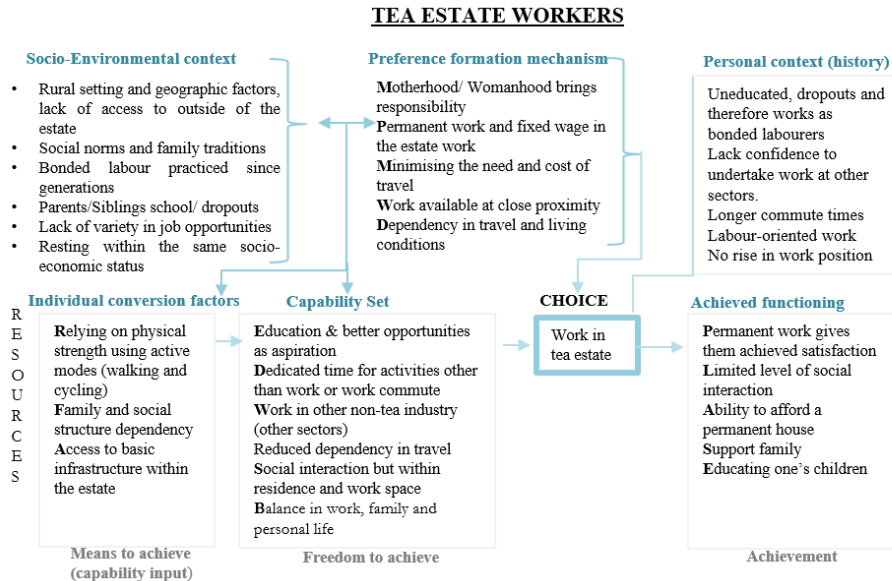 TEA ESTATE WORKERS
Socio-Environmental context
• Rural setting and geographic factors,
lack of access to outside of the
estate
• Social norms and family traditions
• Bonded labour practiced since
generations
• Parents/Siblings school/ dropouts
• Lack of variety in job opportunities
• Resting within the same socio-
economic status
Preference formation mechanism
Motherhood/ Womanhood brings
responsibility
Permanent work and fixed wage in
the estate work
Minimising the need and cost of
travel
Work available at close proximity
Dependency in travel and living
conditions
Personal context (history)
Uneducated, dropouts and
therefore works as
bonded labourers
Lack confidence to
undertake work at other
sectors.
Longer commute times
Labour-oriented work
No rise in work position
RESOURCES
Individual conversion factors
Relying on physical
strength using active
modes (walking and
cycling)
Family and social
structure dependency
Access to basic
infrastructure within
the estate
Means to achieve
(capability input)
Capability Set
Education & better opportunities
as aspiration
Dedicated time for activities other
than work or work commute
Work in other non-tea industry
(other sectors)
Reduced dependency in travel
Social interaction but within
residence and work space
Balance in work, family and
personal life
Freedom to achieve
CHOICE
Work in
tea estate
Achieved functioning
Permanent work gives
them achieved satisfaction
Limited level of social
interaction
Ability to afford a
permanent house
Support family
Educating one's children
Achievement